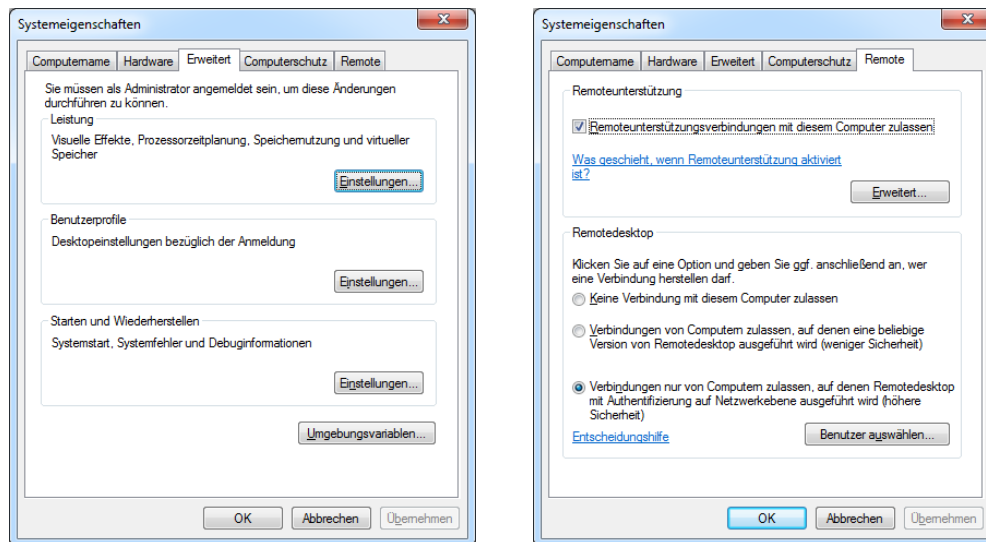 Systemeigenschaften
Computername
Hardware
Erweitert
Computerschutz
Remote
Sie müssen als Administrator angemeldet sein, um diese Änderungen
durchführen zu können.
Leistung
Visuelle Effekte, Prozessorzeitplanung, Speichernutzung und virtueller
Speicher
Einstellungen...
Benutzerprofile
Desktopeinstellungen bezüglich der Anmeldung
Einstellungen...
Starten und Wiederherstellen
Systemstart, Systemfehler und Debuginformationen
Einstellungen...
Umgebungsvariablen...
OK
Abbrechen
Übernehmen
Systemeigenschaften
Computername
Hardware
Erweitert
Computerschutz
Remote
Remoteunterstützung
Remoteunterstützungsverbindungen mit diesem Computer zulassen
Was geschieht, wenn Remoteunterstützung aktiviert
ist?
Erweitert...
Remotedesktop
Klicken Sie auf eine Option und geben Sie ggf. anschließend an, wer
eine Verbindung herstellen darf.
Keine Verbindung mit diesem Computer zulassen
Verbindungen von Computern zulassen, auf denen eine beliebige
Version von Remotedesktop ausgeführt wird (weniger Sicherheit)
Verbindungen nur von Computern zulassen, auf denen Remotedesktop
mit Authentifizierung auf Netzwerkebene ausgeführt wird (höhere
Sicherheit)
Entscheidungshilfe
Benutzer auswählen...
OK
Abbrechen
Übernehmen